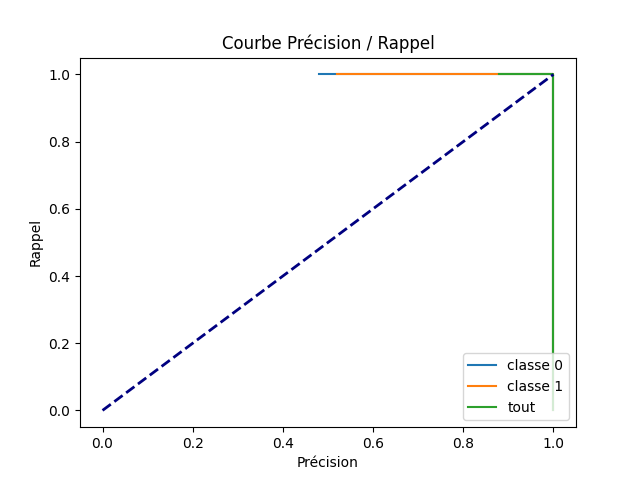 Courbe Précision / Rappel
1.0
0.8
0.6
0.4
0.2
0.0
Rappel
classe 0
classe 1
tout
0.0 0.2 0.4 0.6 0.8 1.0
Précision